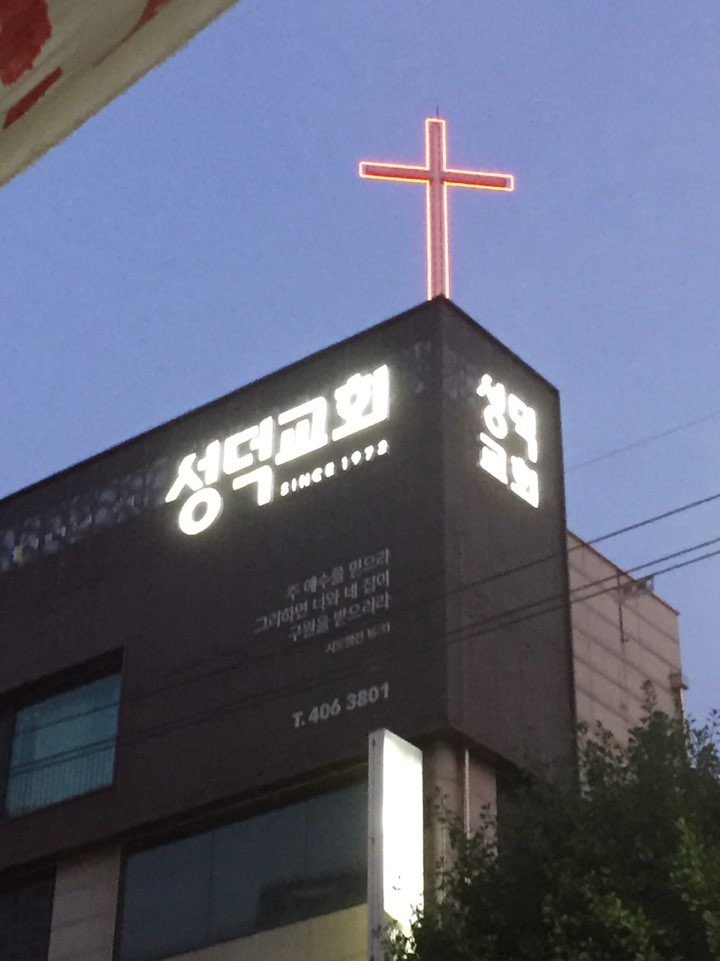 성덕교회
SINCE 1972
성덕
교회
주 예수를 믿으라
그리하면 너와 네 집이
구원을 받으리라
사도행전 16:31
T. 406 3801